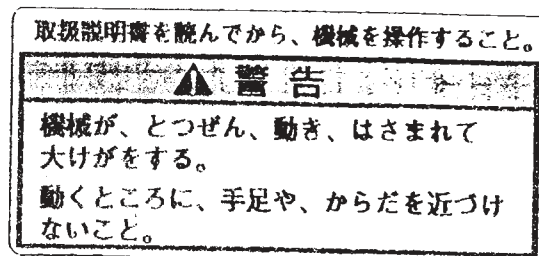 取扱説明書を読んでから、機械を操作すること。
警告
機械が、とつぜん、動き、はさまれて
大けがをする。
動くところに、手足や、からだを近づけ
ないこと。